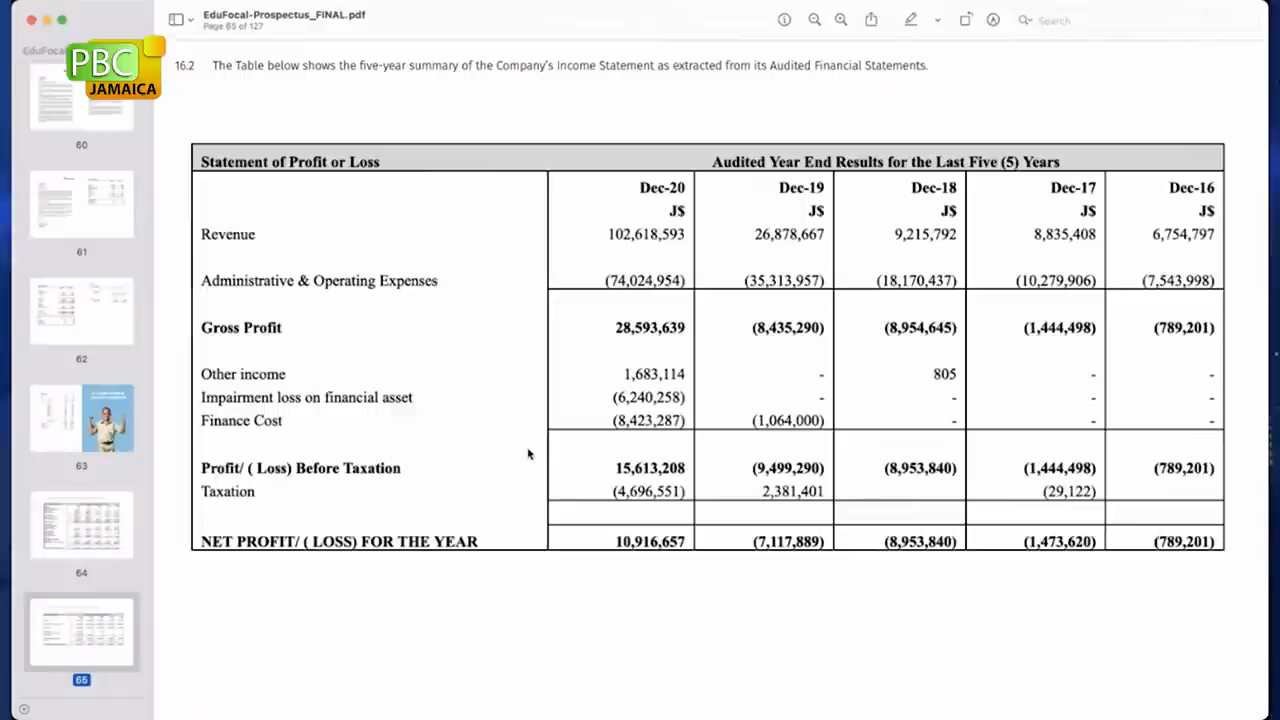 EduFocal-Prospectus_FINAL.pdf
Page 65 of 127
Search
EduFocal
PBC
JAMAICA
16.2 The Table below shows the five-year summary of the Company's Income Statement as extracted from its Audited Financial Statements.
Statement of Profit or Loss Audited Year End Results for the Last Five (5) Years
Dec-20 Dec-19 Dec-18 Dec-17 Dec-16
J$ J$ J$ J$ J$
Revenue 102,618,593 26,878,667 9,215,792 8,835,408 6,754,797
Administrative & Operating Expenses (74,024,954) (35,313,957) (18,170,437) (10,279,906) (7,543,998)
Gross Profit 28,593,639 (8,435,290) (8,954,645) (1,444,498) (789,201)
Other income 1,683,114 - 805 - -
Impairment loss on financial asset (6,240,258) - - - -
Finance Cost (8,423,287) (1,064,000) - - -
Profit/ ( Loss) Before Taxation 15,613,208 (9,499,290) (8,953,840) (1,444,498) (789,201)
Taxation (4,696,551) 2,381,401 (29,122)
NET PROFIT/ ( LOSS) FOR THE YEAR 10,916,657 (7,117,889) (8,953,840) (1,473,620) (789,201)
60
61
62
63
64
65